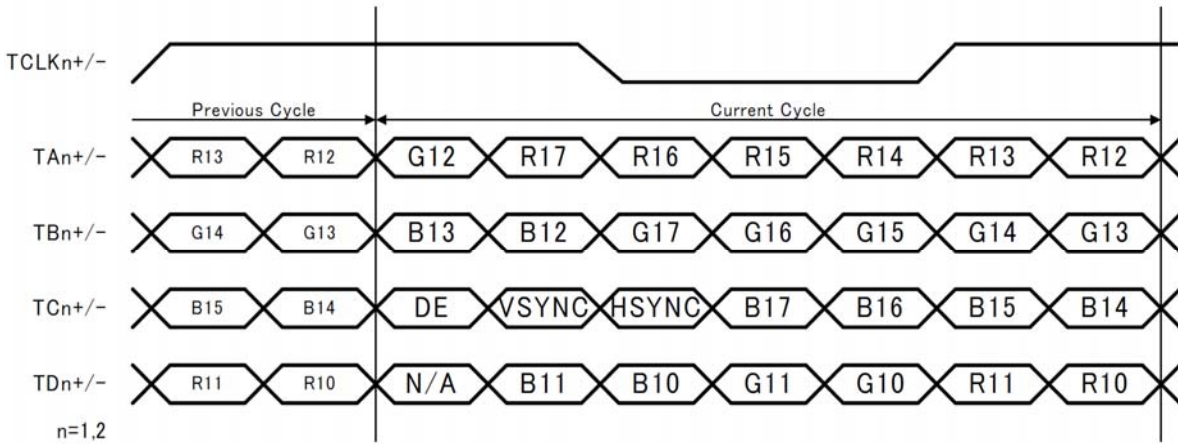 TCLKn+/-
Previous Cycle Current Cycle
TAn+/- R13 R12 G12 R17 R16 R15 R14 R13 R12
TBn+/- G14 G13 B13 B12 G17 G16 G15 G14 G13
TCn+/- B15 B14 DE VSYNC HSYNC B17 B16 B15 B14
TDn+/- R11 R10 N/A B11 B10 G11 G10 R11 R10
n=1,2